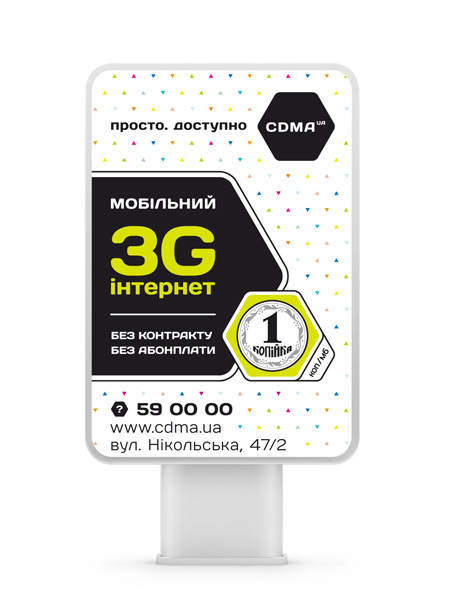 просто. доступно
CDMA UA
МОБІЛЬНИЙ
3G
інтернет
БЕЗ КОНТРАКТУ
БЕЗ АБОНПЛАТИ
1
КОПІЙКА
коп/мб
? 59 00 00
www.cdma.ua
вул. Нікольська, 47/2